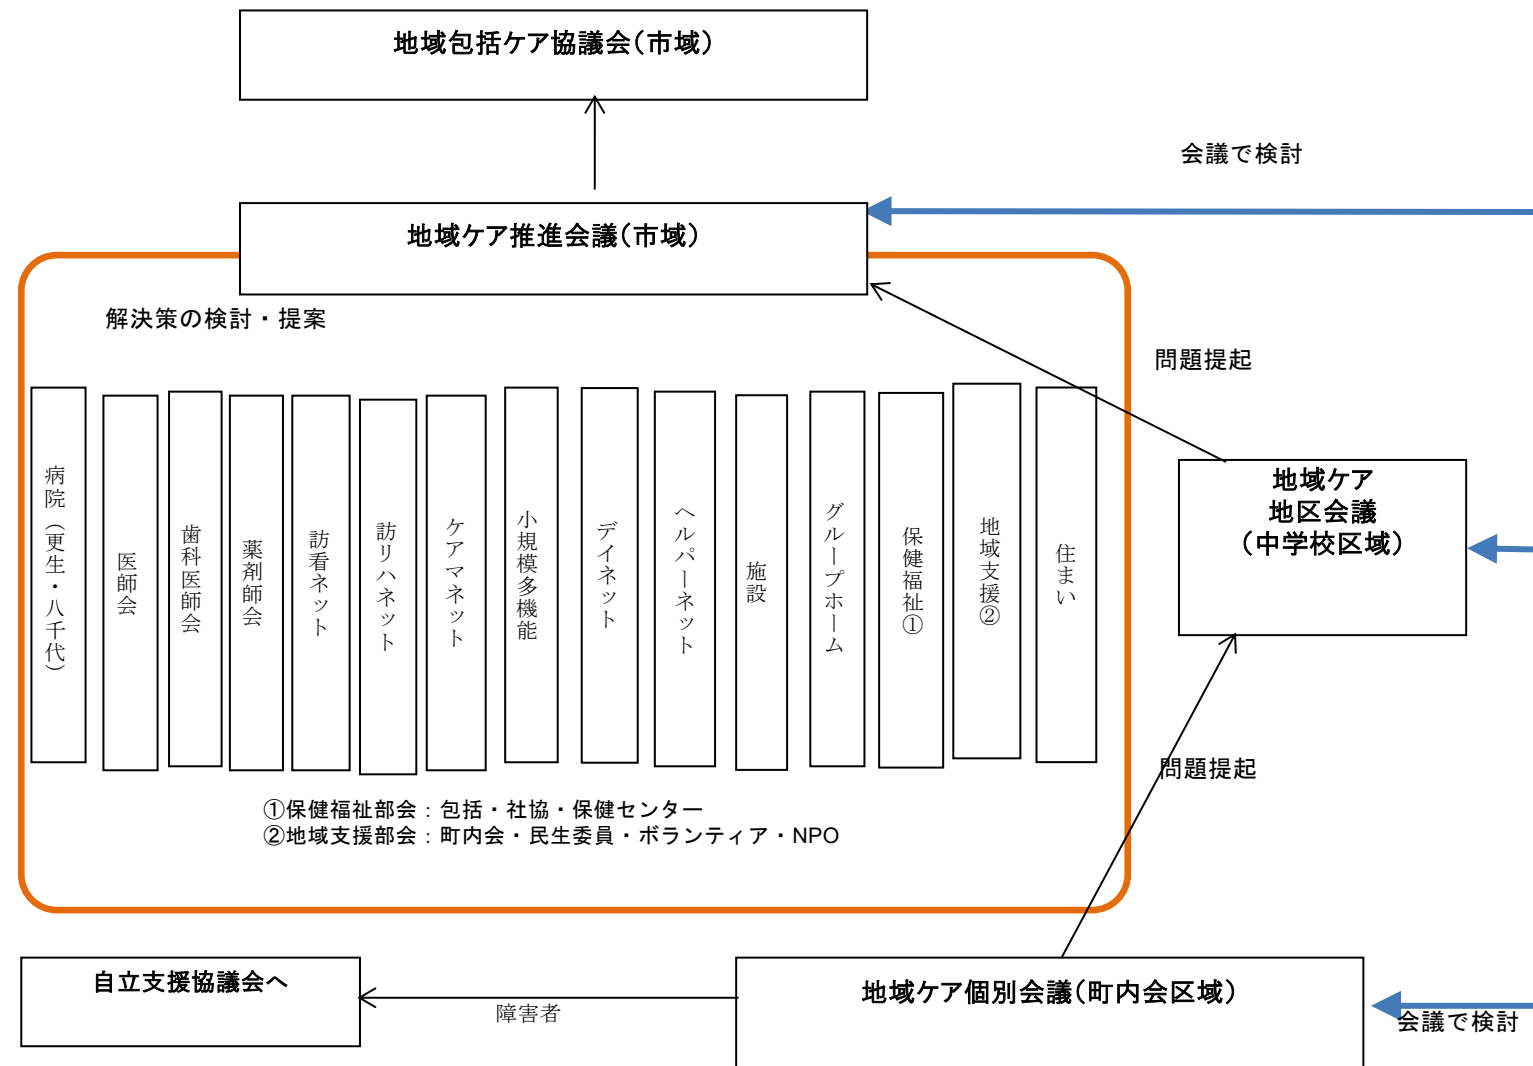 地域包括ケア協議会（市域）
会議で検討
地域ケア推進会議（市域）
解決策の検討・提案
問題提起
病院（更生・八千代）
医師会
歯科医師会
薬剤師会
訪看ネット
訪リハネット
ケアマネット
小規模多機能
デイネット
ヘルパーネット
施設
グループホーム
保健福祉①
地域支援②
住まい
地域ケア
地区会議
（中学校区域）
問題提起
①保健福祉部会：包括・社協・保健センター
②地域支援部会：町内会・民生委員・ボランティア・NPO
自立支援協議会へ
障害者
地域ケア個別会議（町内会区域）
会議で検討